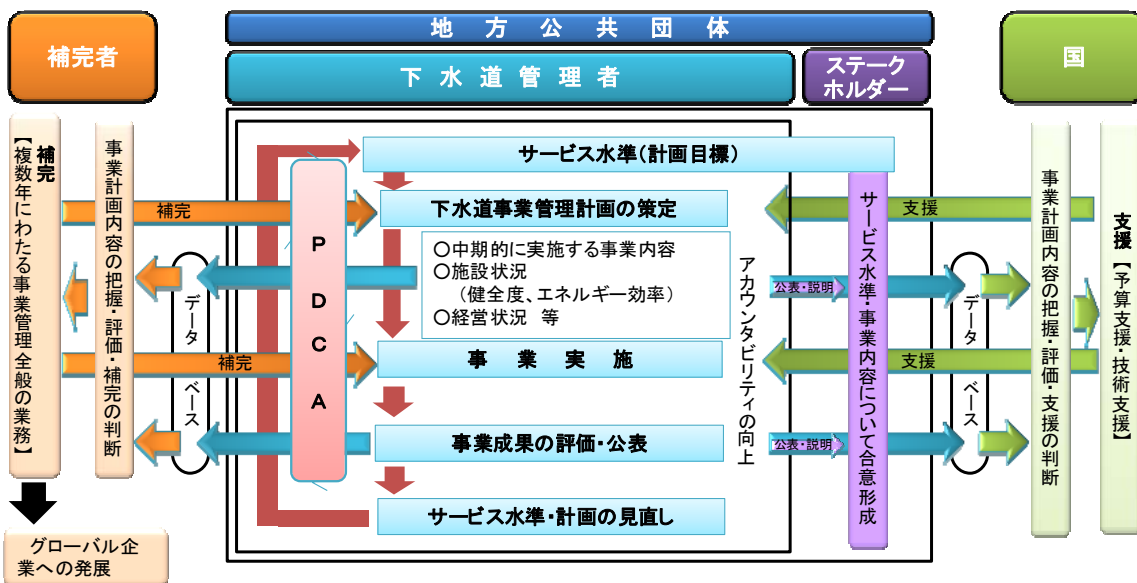 補完者
地方公共団体
下水道管理者
ステーク
ホルダー
国
補完
【複数年にわたる事業管理全般の業務】
事業計画内容の把握・評価・補完の判断
データ
ベース
補完
補完
P
D
C
A
サービス水準(計画目標)
下水道事業管理計画の策定
○中期的に実施する事業内容
○施設状況
(健全度、エネルギー効率)
○経営状況 等
事業実施
事業成果の評価・公表
サービス水準・計画の見直し
アカウンタビリティの向上
公表・説明
公表・説明
サービス水準・事業内容について合意形成
支援
支援
データ
ベース
事業計画内容の把握・評価・支援の判断
支援【予算支援・技術支援】
グローバル企
業への発展